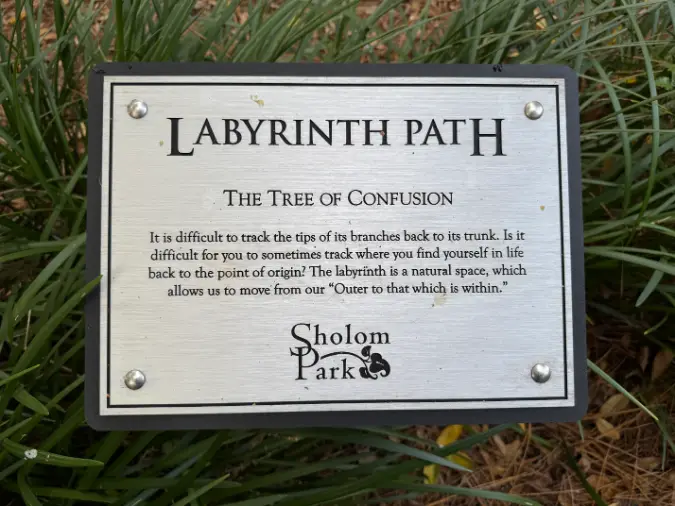 LABYRINTH PATH
THE TREE OF CONFUSION
It is difficult to track the tips of its branches back to its trunk. Is it
difficult for you to sometimes track where you find yourself in life
back to the point of origin? The labyrinth is a natural space, which
allows us to move from our “Outer to that which is within.”
Sholom
Park